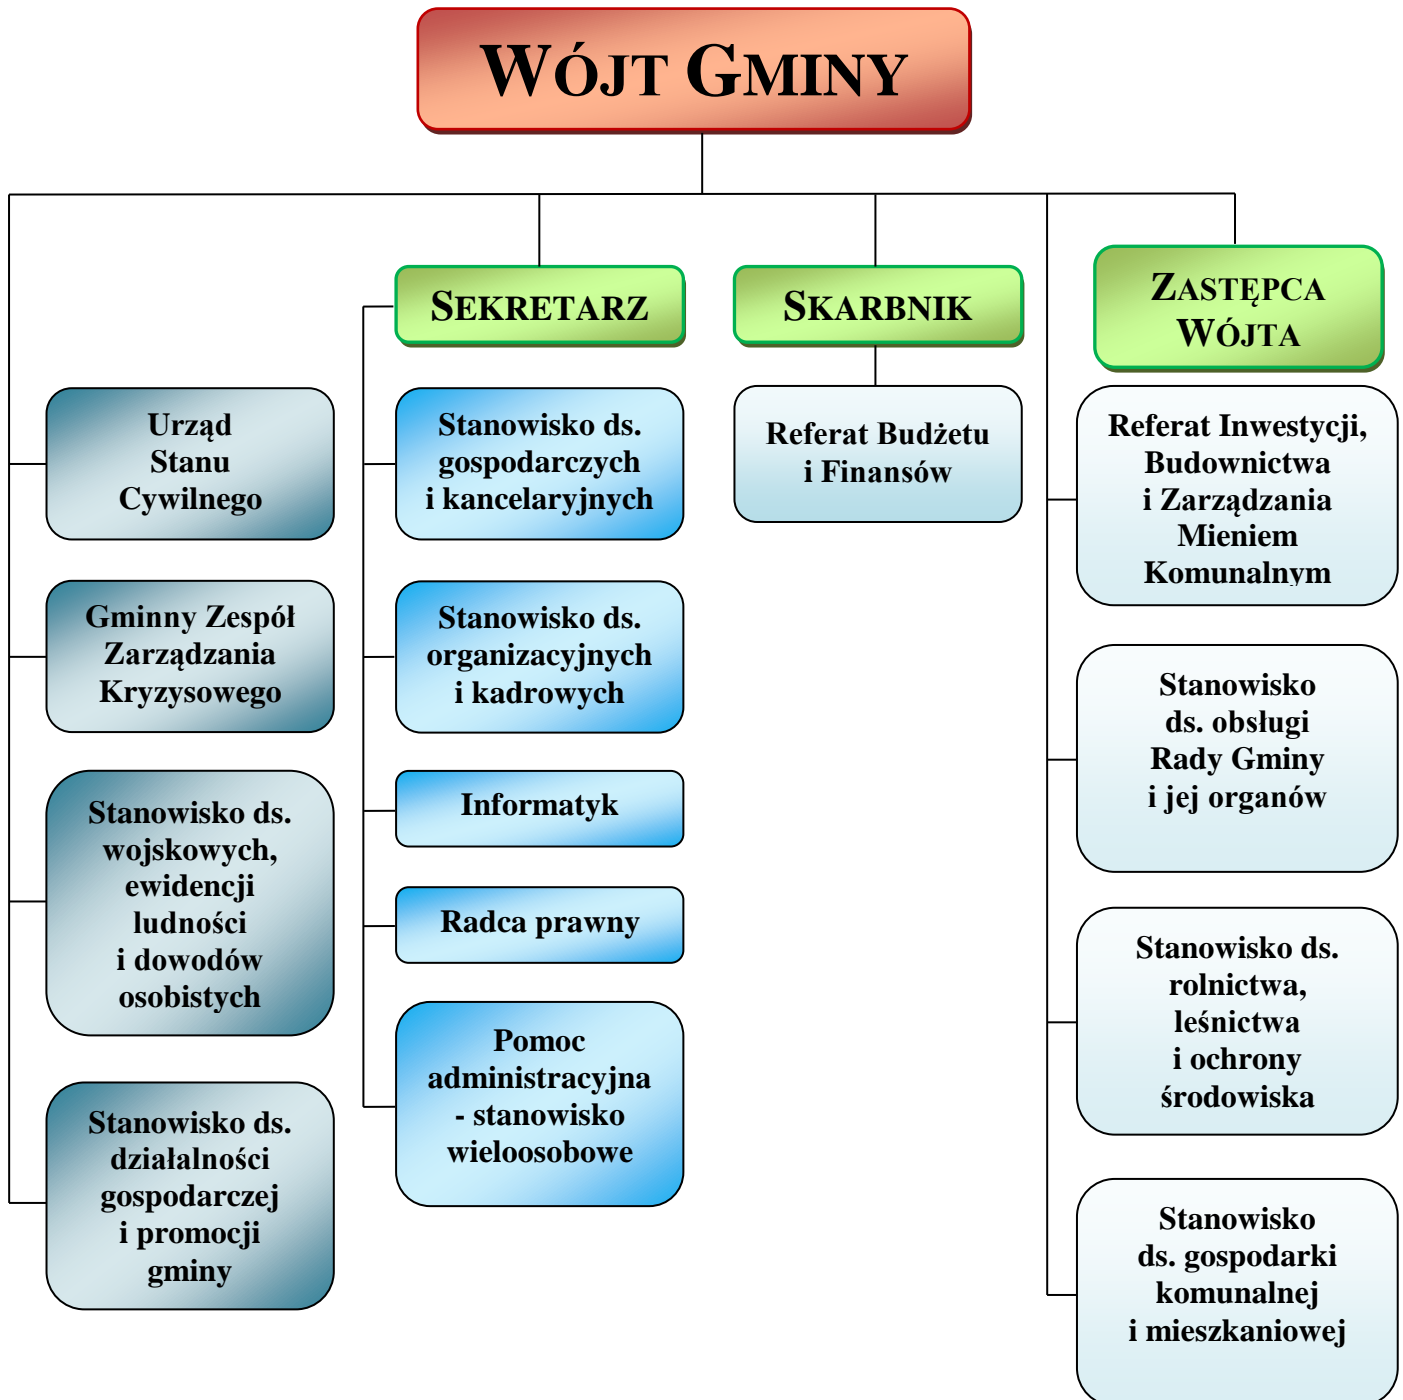 WÓJT GMINY
SEKRETARZ
SKARBNIK
ZASTĘPCA
WÓJTA
Urząd
Stanu
Cywilnego
Gminny Zespół
Zarządzania
Kryzysowego
Stanowisko ds.
wojskowych,
ewidencji
ludności
i dowodów
osobistych
Stanowisko ds.
działalności
gospodarczej
i promocji
gminy
Stanowisko ds.
gospodarczych
i kancelaryjnych
Stanowisko ds.
organizacyjnych
i kadrowych
Informatyk
Radca prawny
Pomoc
administracyjna
- stanowisko
wieloosobowe
Referat Budżetu
i Finansów
Referat Inwestycji,
Budownictwa
i Zarządzania
Mieniem
Komunalnym
Stanowisko
ds. obsługi
Rady Gminy
i jej organów
Stanowisko ds.
rolnictwa,
leśnictwa
i ochrony
środowiska
Stanowisko
ds. gospodarki
komunalnej
i mieszkaniowej